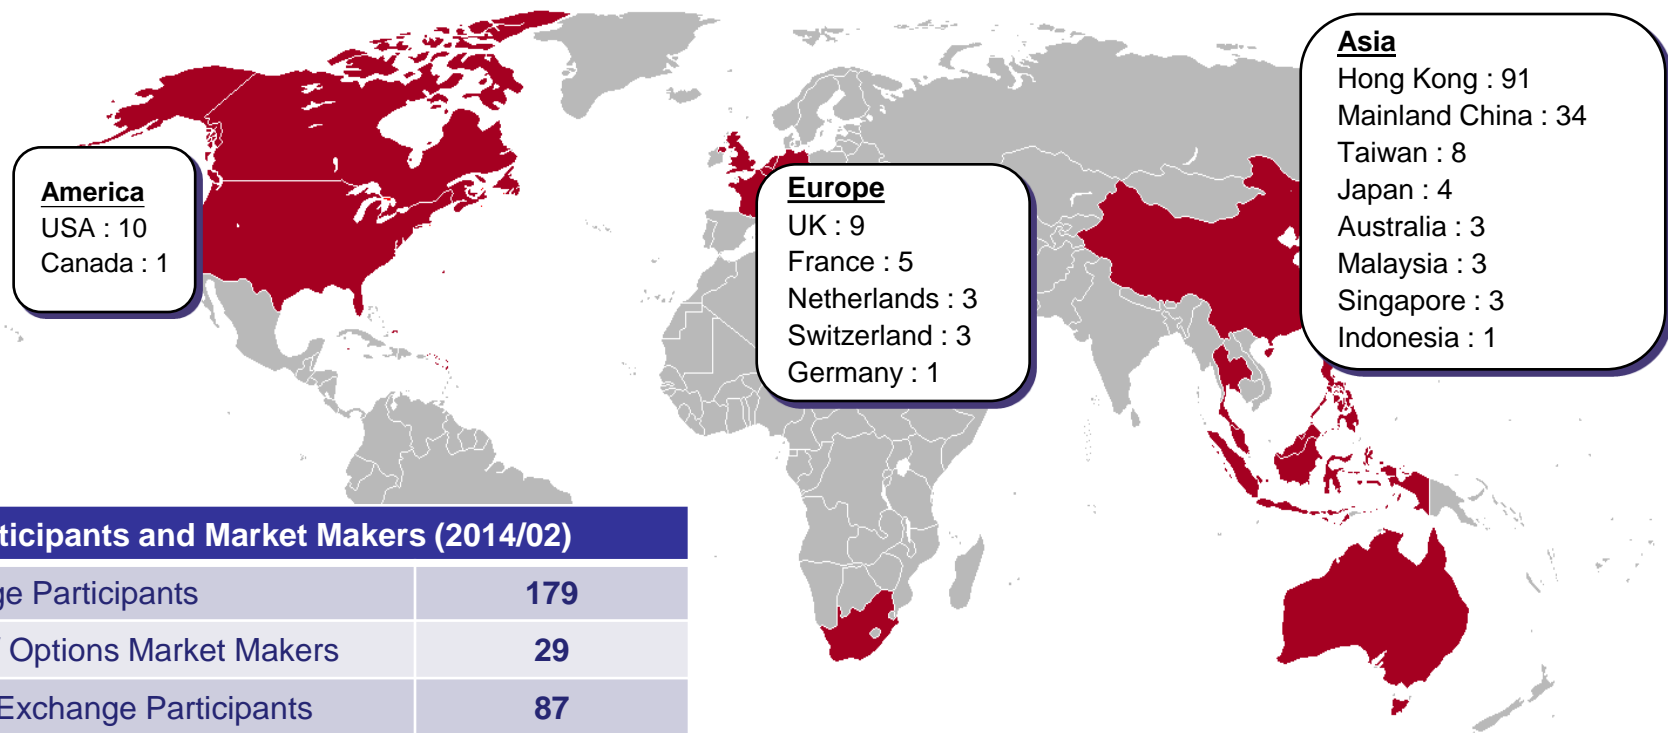 Asia
Hong Kong : 91
Mainland China : 34
Taiwan : 8
Japan : 4
Australia : 3
Malaysia : 3
Singapore : 3
Indonesia : 1
America
USA : 10
Canada : 1
Europe
UK : 9
France : 5
Netherlands : 3
Switzerland : 3
Germany : 1
ticipants and Market Makers (2014/02)
ge Participants 179
Options Market Makers 29
Exchange Participants 87